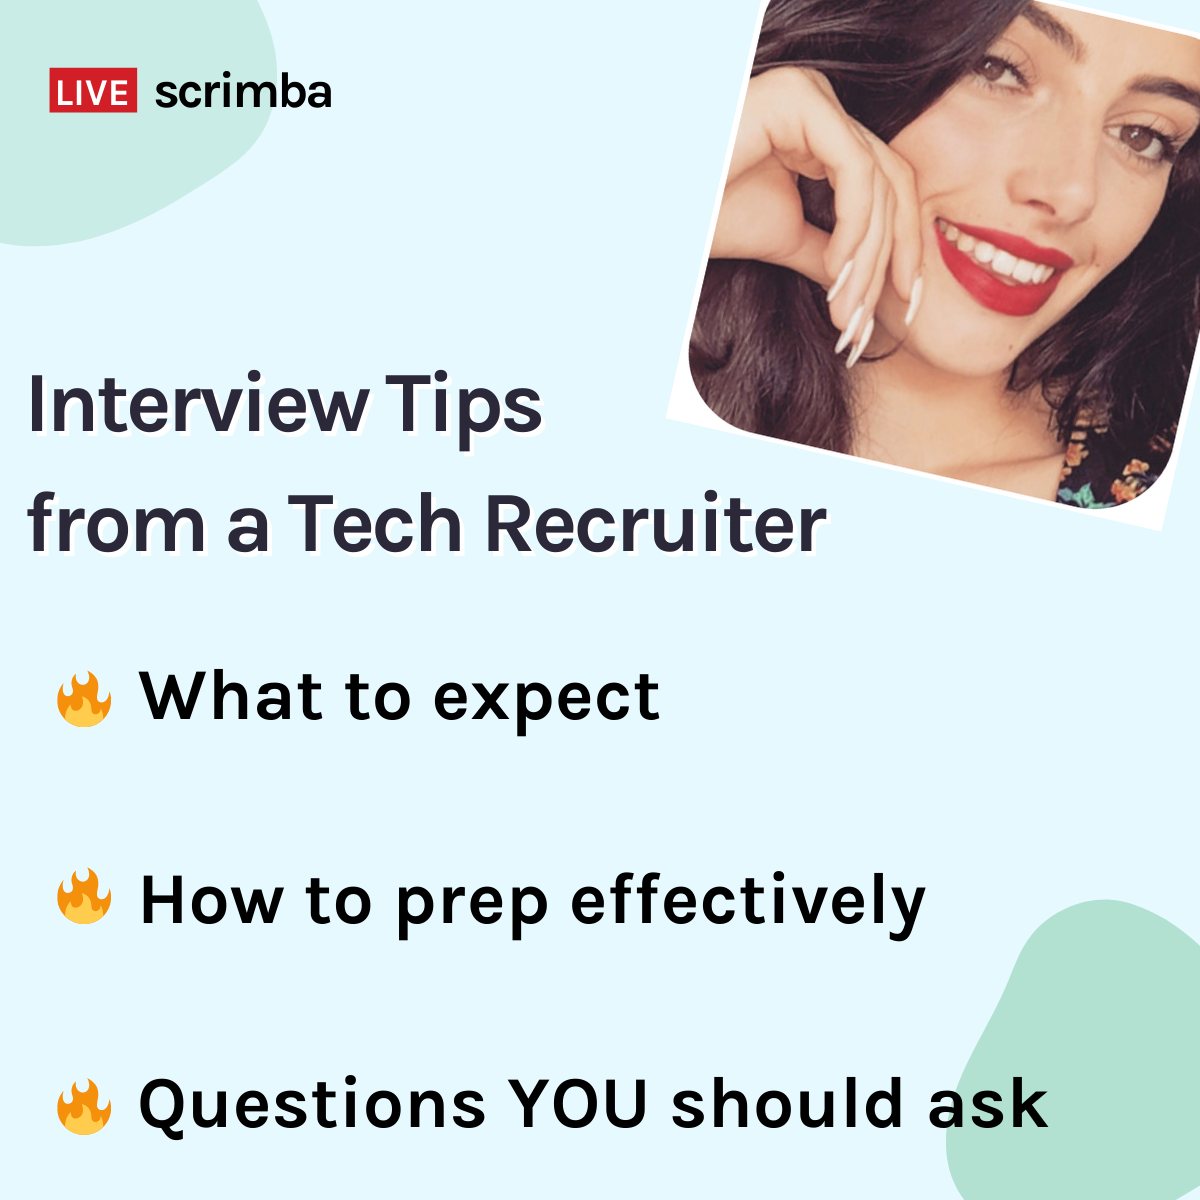 LIVE scrimba
Interview Tips
from a Tech Recruiter
What to expect
How to prep effectively
Questions YOU should ask